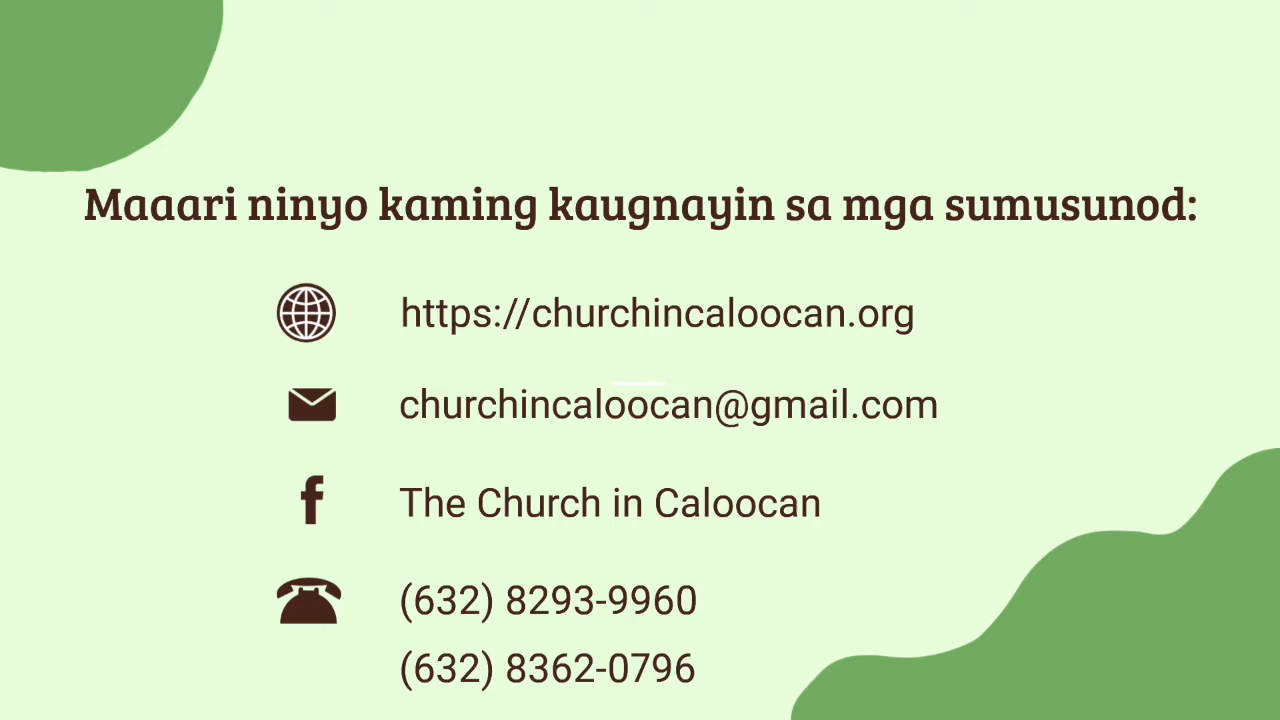 Maaari ninyo kaming kaugnayin sa mga sumusunod:
https://churchincaloocan.org
churchincaloocan@gmail.com
The Church in Caloocan
(632) 8293-9960
(632) 8362-0796